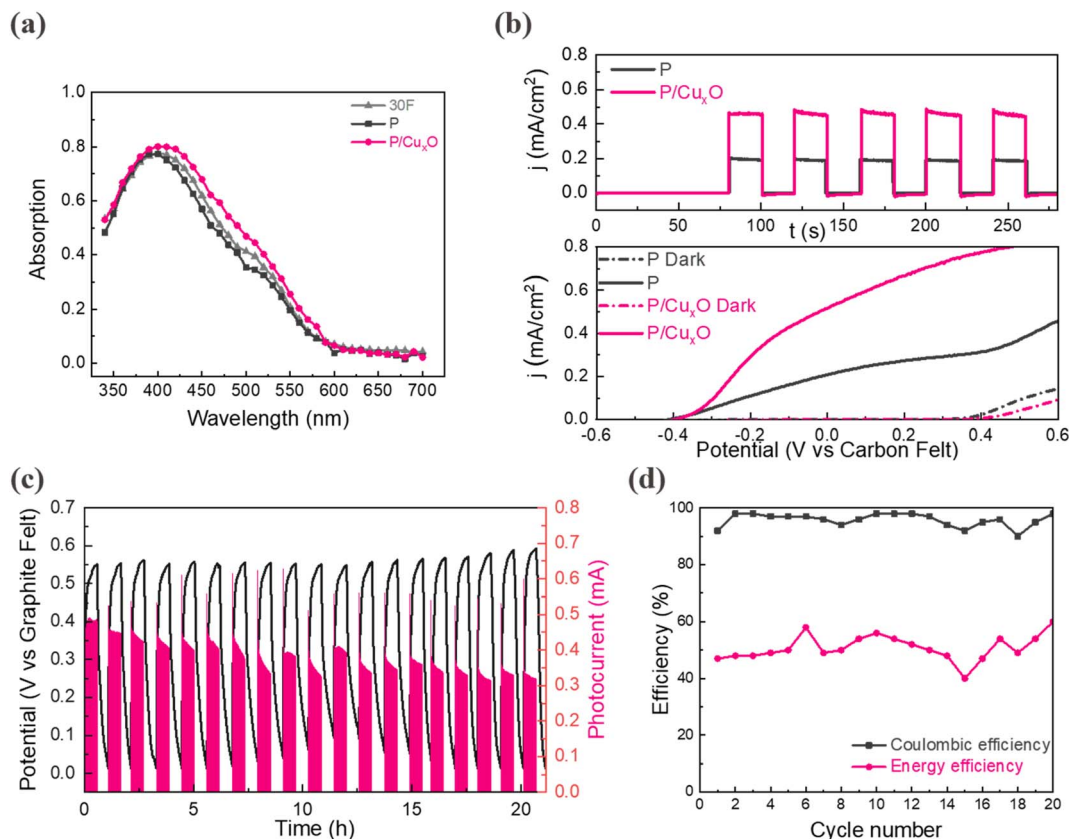 (a)
1.0
0.8
0.6
0.4
0.2
0.0
Absorption
30F
P
P/CuₓO
350 400 450 500 550 600 650 700
Wavelength (nm)
(b)
0.8
0.6
0.4
0.2
0.0
j (mA/cm²)
P
P/CuₓO
0 50 100 150 200 250
t (s)
0.8
0.6
0.4
0.2
0.0
j (mA/cm²)
P Dark
P
P/CuₓO Dark
P/CuₓO
-0.6 -0.4 -0.2 0.0 0.2 0.4 0.6
Potential (V vs Carbon Felt)
(c)
0.7
0.6
0.5
0.4
0.3
0.2
0.1
0.0
Potential (V vs Graphite Felt)
0.8
0.7
0.6
0.5
0.4
0.3
0.2
0.1
0.0
Photocurrent (mA)
0 5 10 15 20
Time (h)
(d)
100
80
60
40
20
0
Efficiency (%)
Coulombic efficiency
Energy efficiency
2 4 6 8 10 12 14 16 18 20
Cycle number